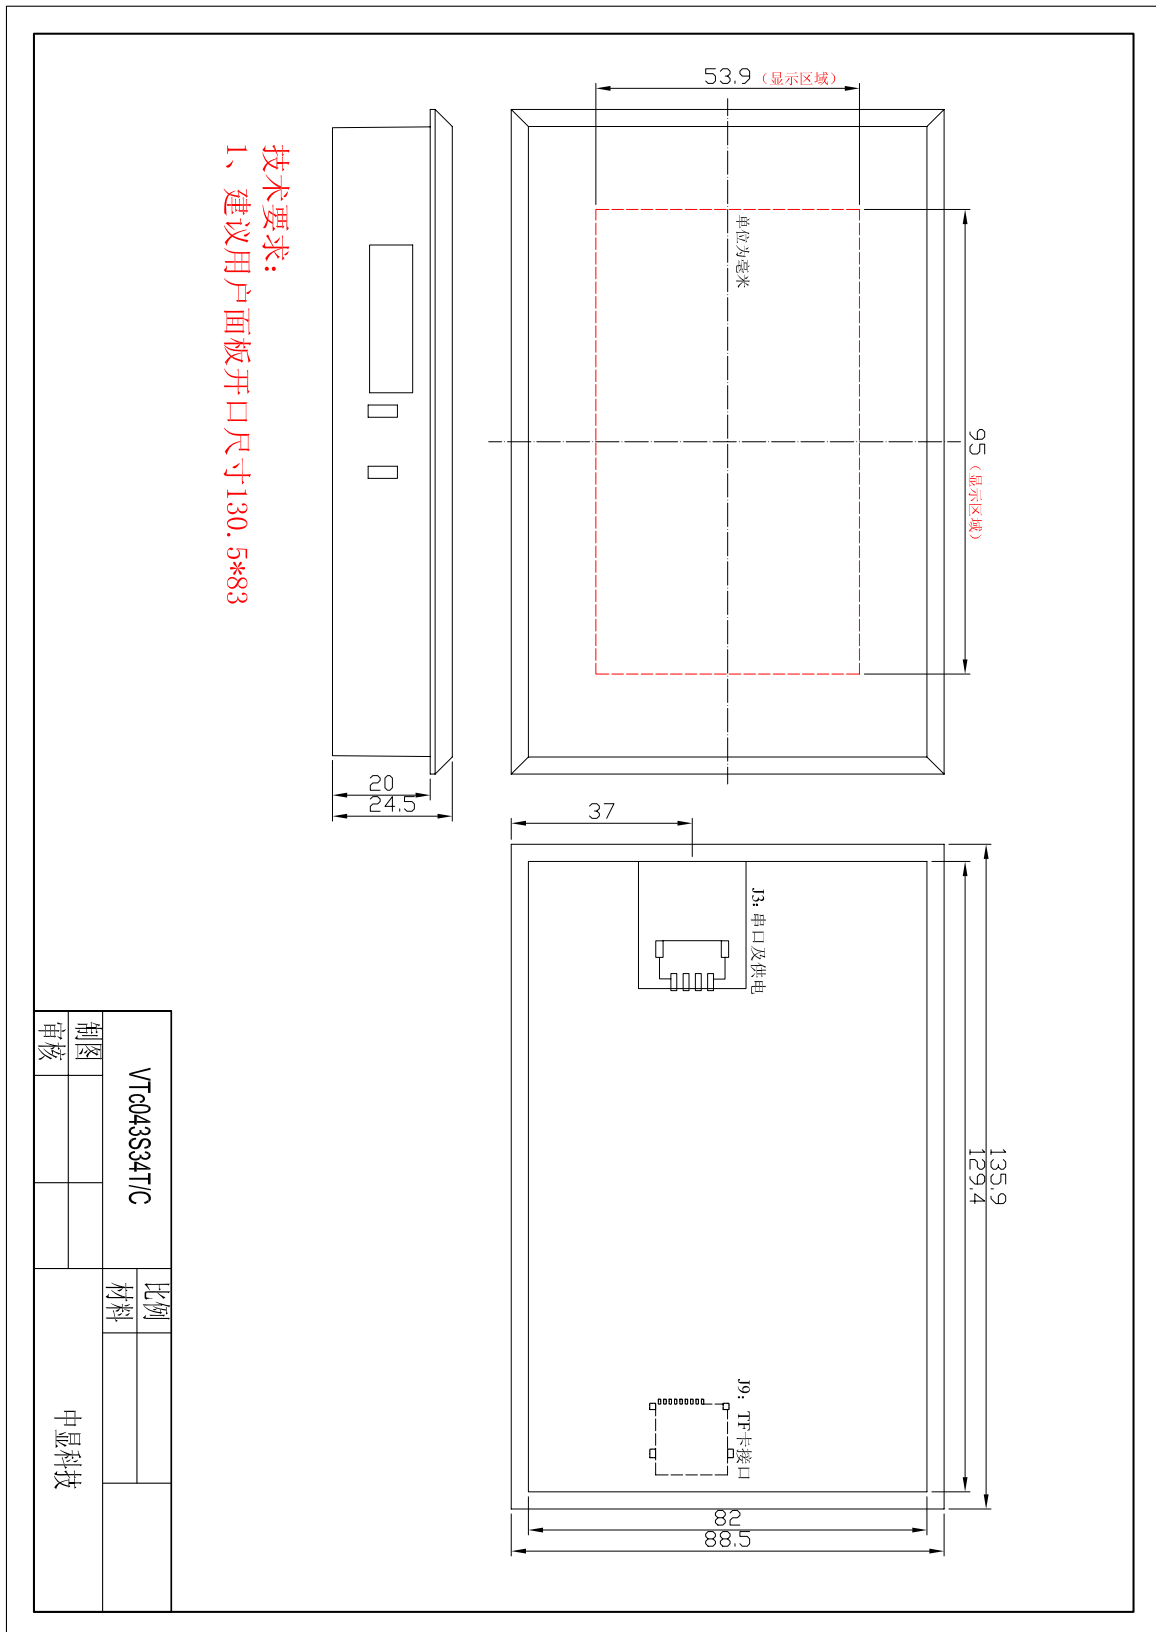 53.9（显示区域）
单位为毫米
95（显示区域）
技术要求：
1、建议用户面板开口尺寸130.5*83
20
24.5
37
J3：串口及供电
135.9
129.4
J9：TF卡接口
82
88.5
VTc043S34T/C
比例
材料
制图
审核
中显科技